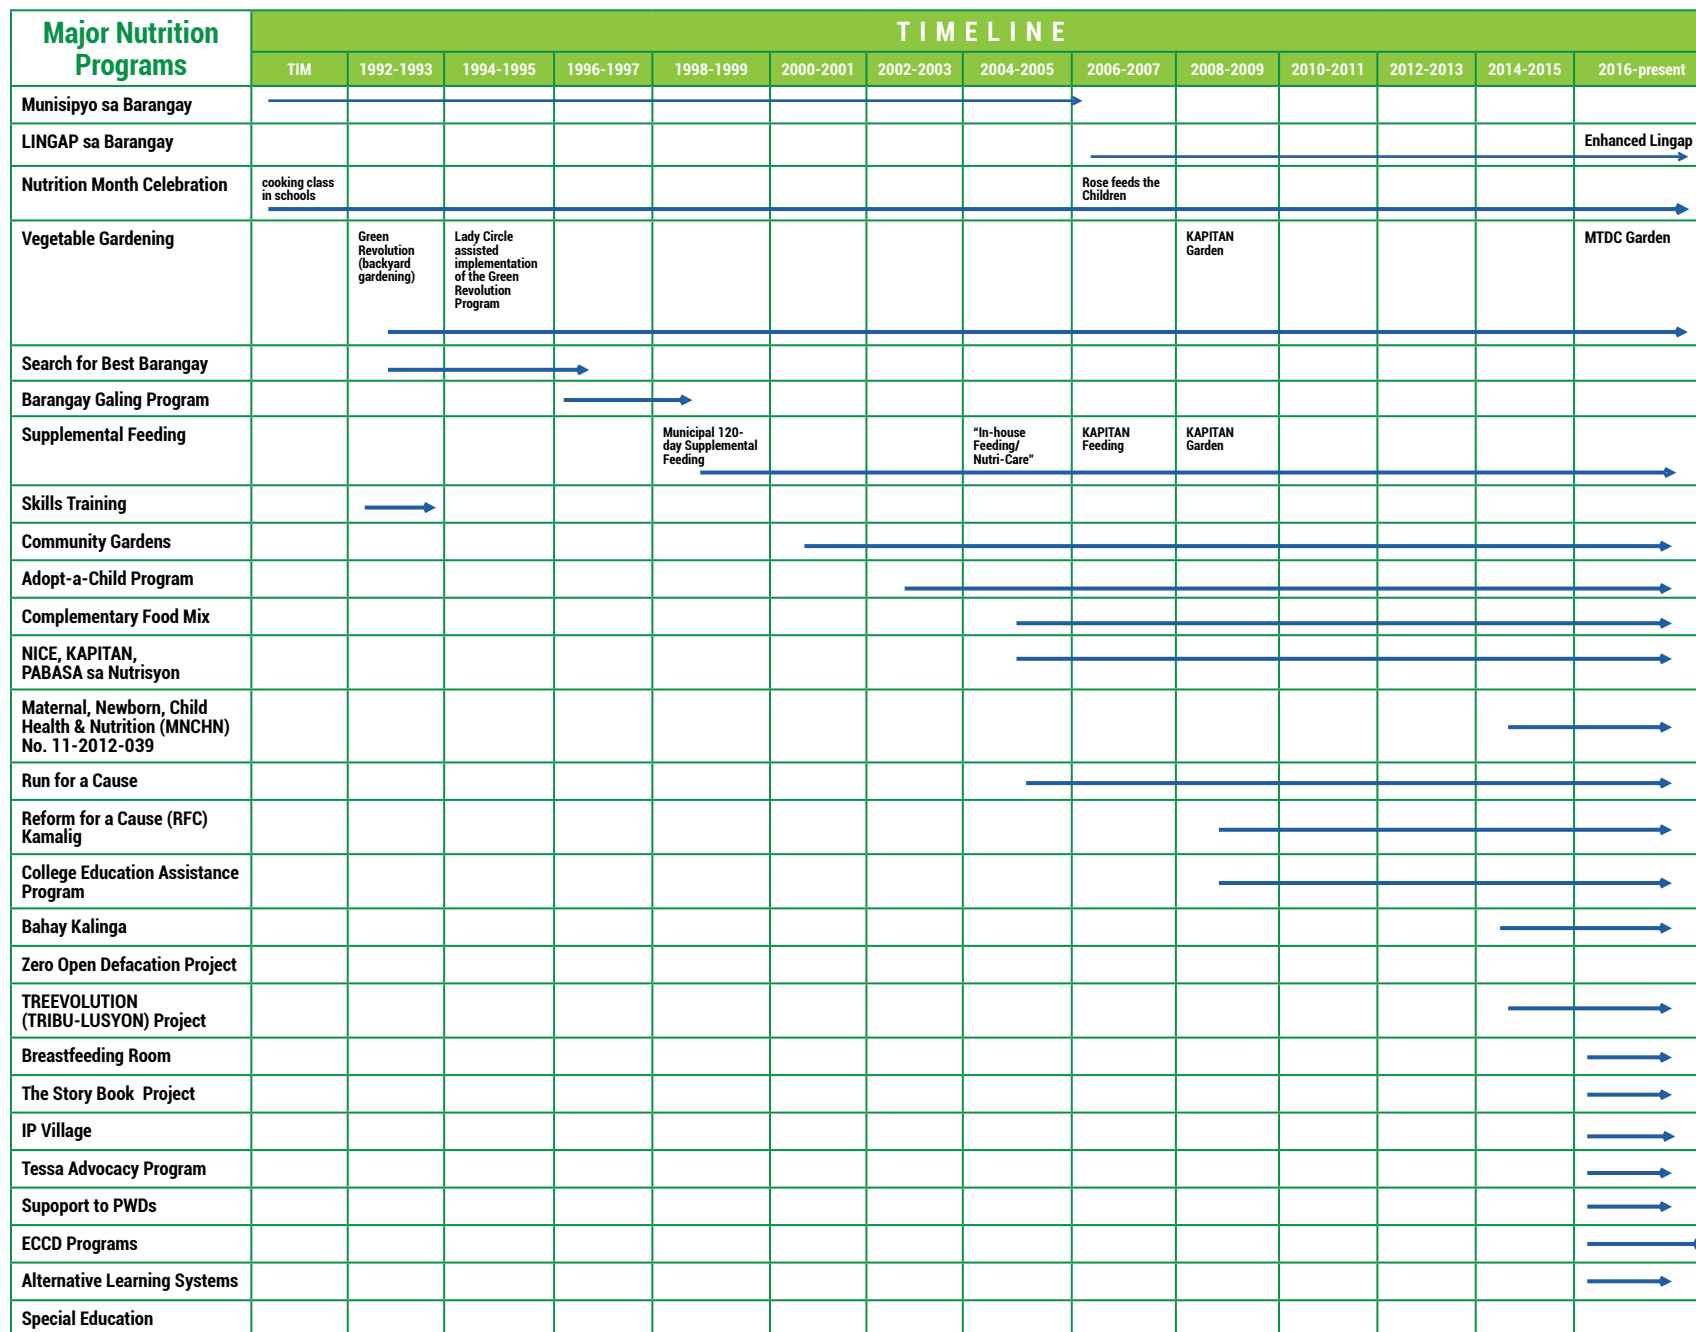 Major Nutrition
Programs
TIMELINE
TIM
1992-1993
1994-1995
1996-1997
1998-1999
2000-2001
2002-2003
2004-2005
2006-2007
2008-2009
2010-2011
2012-2013
2014-2015
2016-present
Munisipyo sa Barangay
LINGAP sa Barangay
Enhanced Lingap
Nutrition Month Celebration
cooking class
in schools
Rose feeds the
Children
Vegetable Gardening
Green
Revolution
(backyard
gardening)
Lady Circle
assisted
implementation
of the Green
Revolution
Program
KAPITAN
Garden
MTDC Garden
Search for Best Barangay
Barangay Galing Program
Supplemental Feeding
Municipal 120-
day Supplemental
Feeding
“In-house
Feeding/
Nutri-Care”
KAPITAN
Feeding
KAPITAN
Garden
Skills Training
Community Gardens
Adopt-a-Child Program
Complementary Food Mix
NICE, KAPITAN,
PABASA sa Nutrisyon
Maternal, Newborn, Child
Health & Nutrition (MNCHN)
No. 11-2012-039
Run for a Cause
Reform for a Cause (RFC)
Kamalig
College Education Assistance
Program
Bahay Kalinga
Zero Open Defacation Project
TREEVOLUTION
(TRIBU-LUSYON) Project
Breastfeeding Room
The Story Book Project
IP Village
Tessa Advocacy Program
Supoport to PWDs
ECCD Programs
Alternative Learning Systems
Special Education